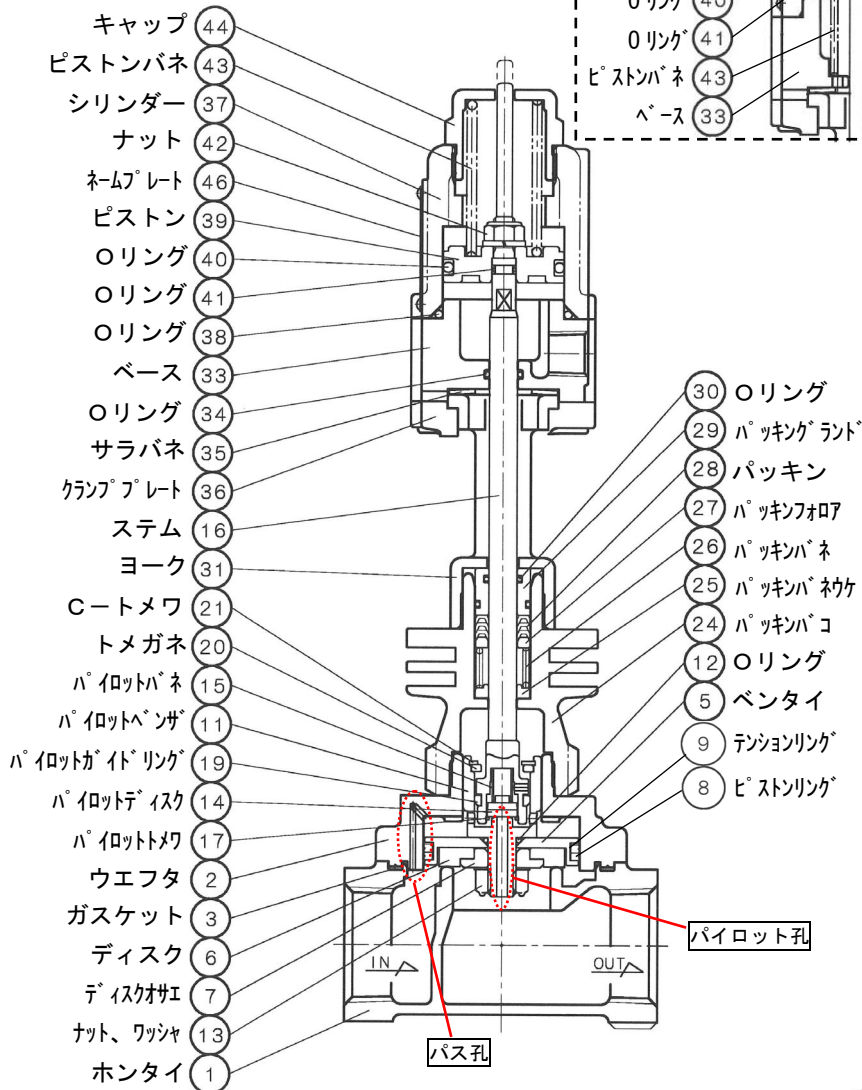 キャップ 44
ピストンバネ 43
シリンダー 37
ナット 42
ネームプレート 46
ピストン 39
Oリング 40
Oリング 41
Oリング 38
ベース 33
Oリング 34
サラバネ 35
クランププレート 36
ステム 16
ヨーク 31
C－トメワ 21
トメガネ 20
パイロットバネ 15
パイロットベンザ 11
パイロットガイドリング 19
パイロットディスク 14
パイロットトメワ 17
ウエフタ 2
ガスケット 3
ディスク 6
ディスクオサエ 7
ナット、ワッシャ 13
ホンタイ 1
Oリング 40
Oリング 41
ピストンバネ 43
ベース 33
30 Oリング
29 パッキングランド
28 パッキン
27 パッキンフォロア
26 パッキンバネ
25 パッキンバネウケ
24 パッキンバコ
12 Oリング
5 ベンタイ
9 テンションリング
8 ピストンリング
パイロット孔
IN
OUT
パス孔